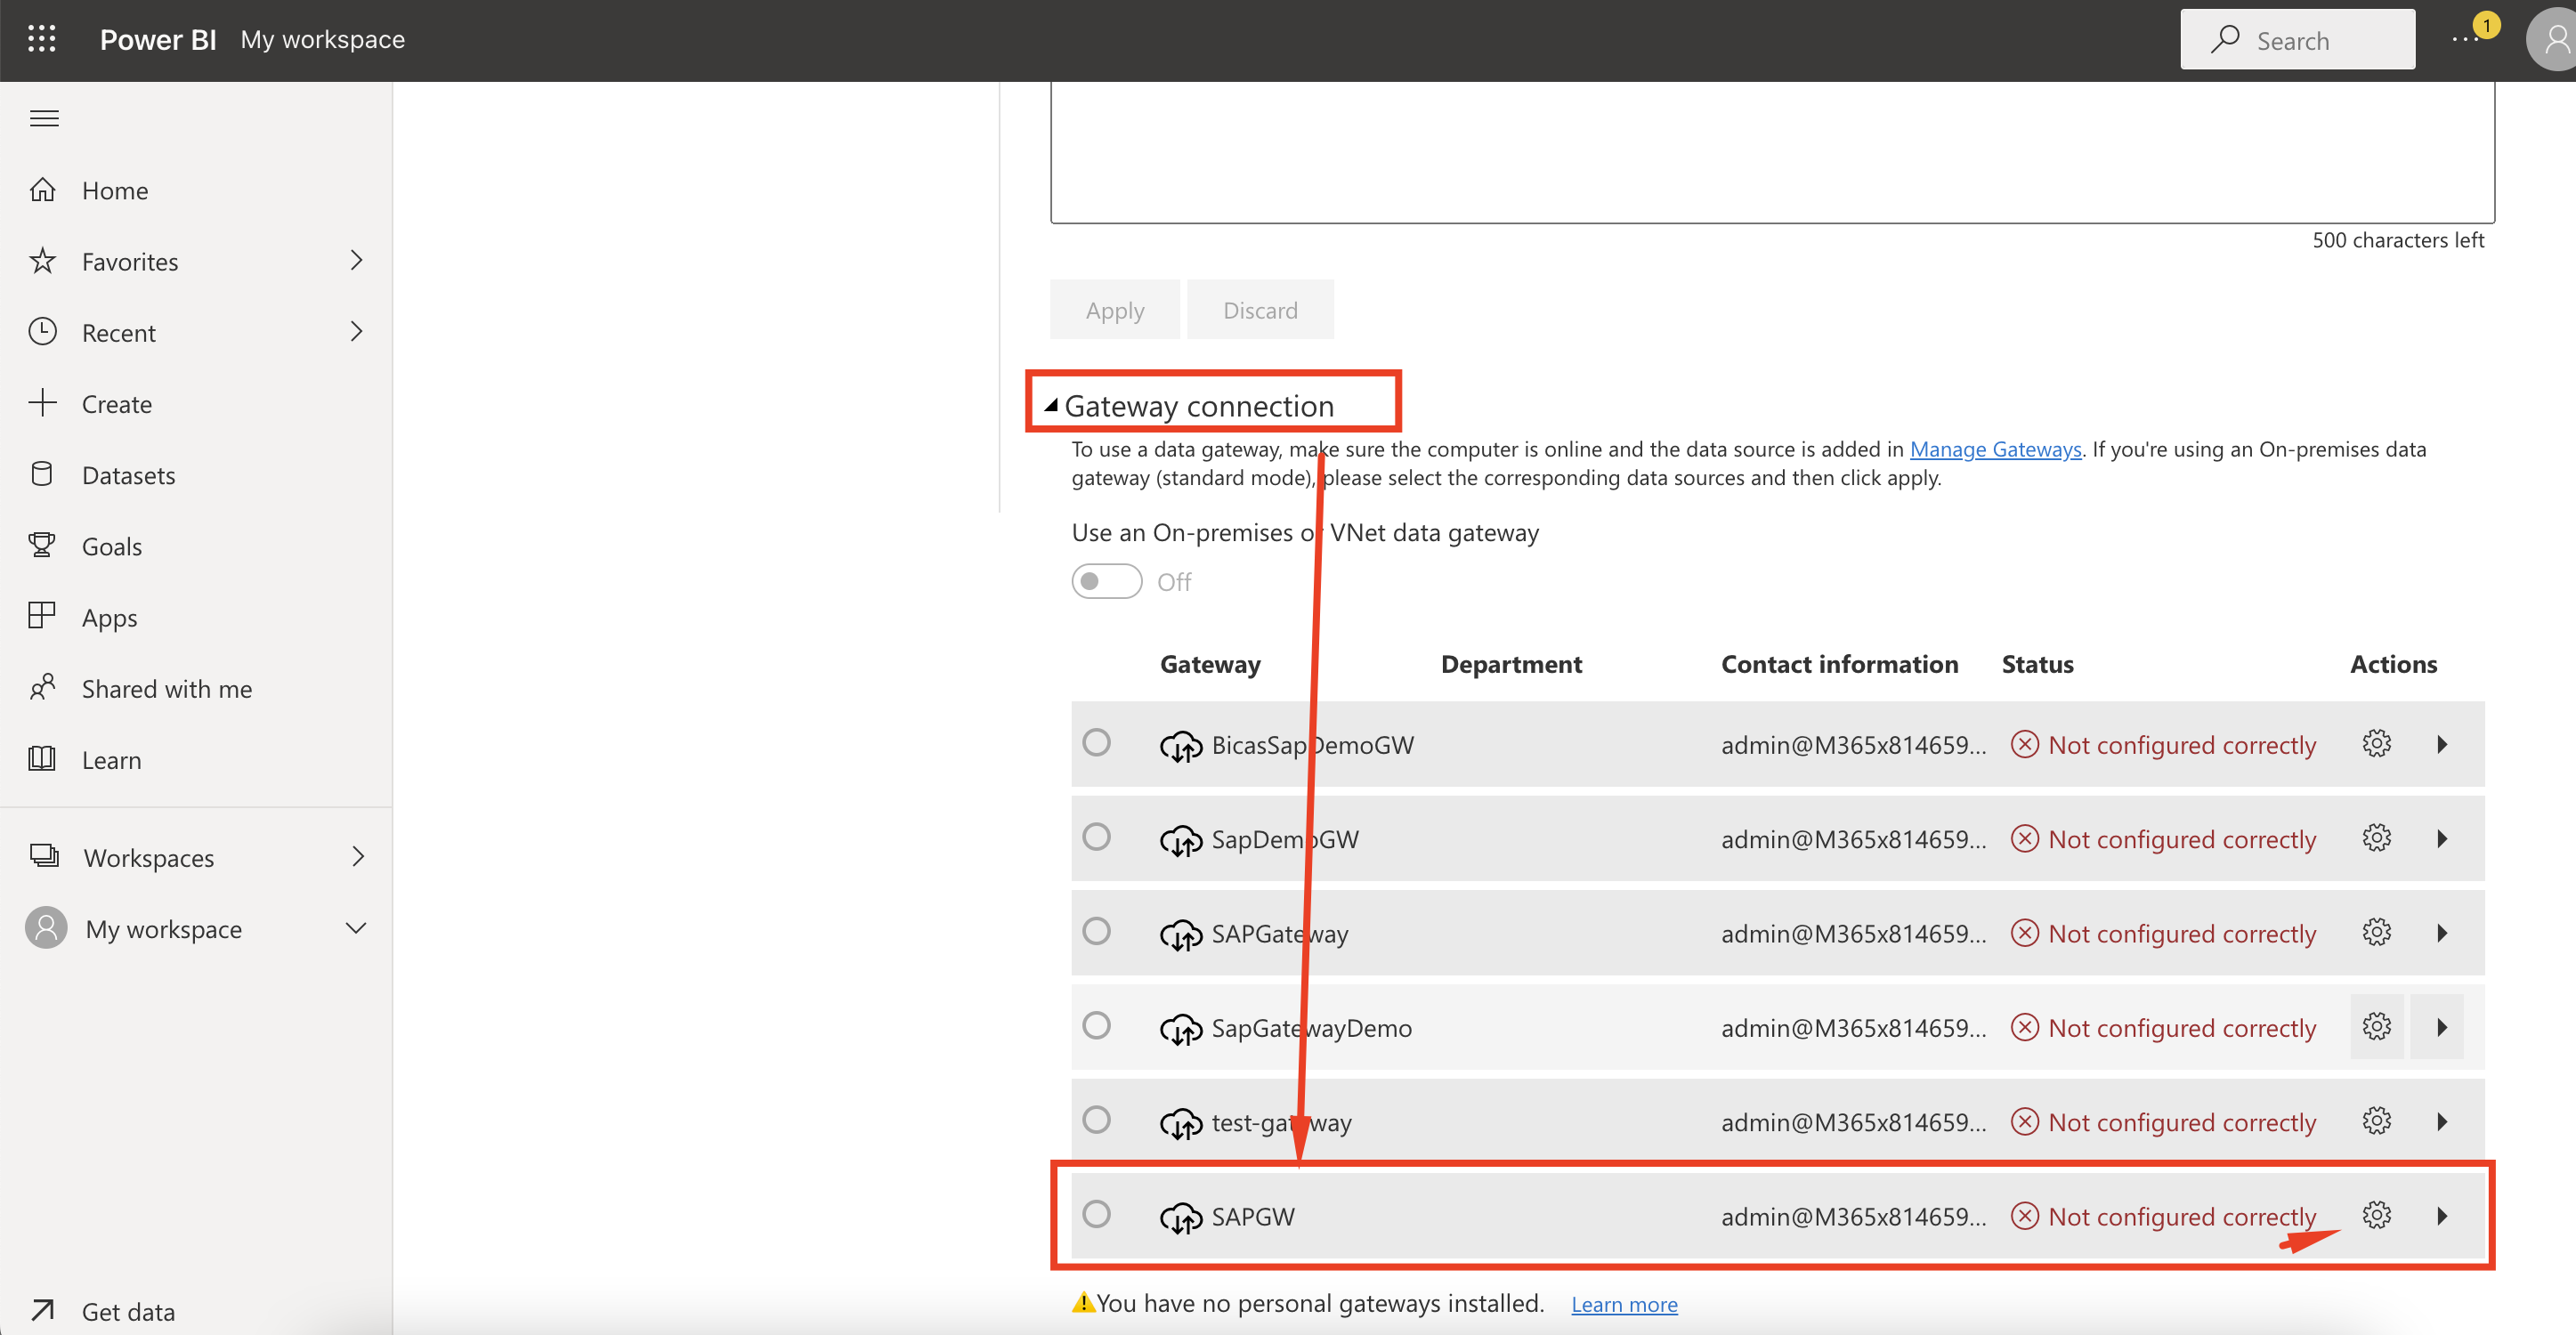 Power BI My workspace
Search
1
500 characters left
Home
Favorites
Recent
Create
Datasets
Goals
Apps
Shared with me
Learn
Workspaces
My workspace
Get data
Apply Discard
Gateway connection
To use a data gateway, make sure the computer is online and the data source is added in Manage Gateways. If you're using an On-premises data
gateway (standard mode), please select the corresponding data sources and then click apply.
Use an On-premises or VNet data gateway
Off
Gateway Department Contact information Status Actions
BicasSapDemoGW admin@M365x814659... Not configured correctly
SapDemoGW admin@M365x814659... Not configured correctly
SAPGateway admin@M365x814659... Not configured correctly
SapGatewayDemo admin@M365x814659... Not configured correctly
test-gateway admin@M365x814659... Not configured correctly
SAPGW admin@M365x814659... Not configured correctly
You have no personal gateways installed. Learn more